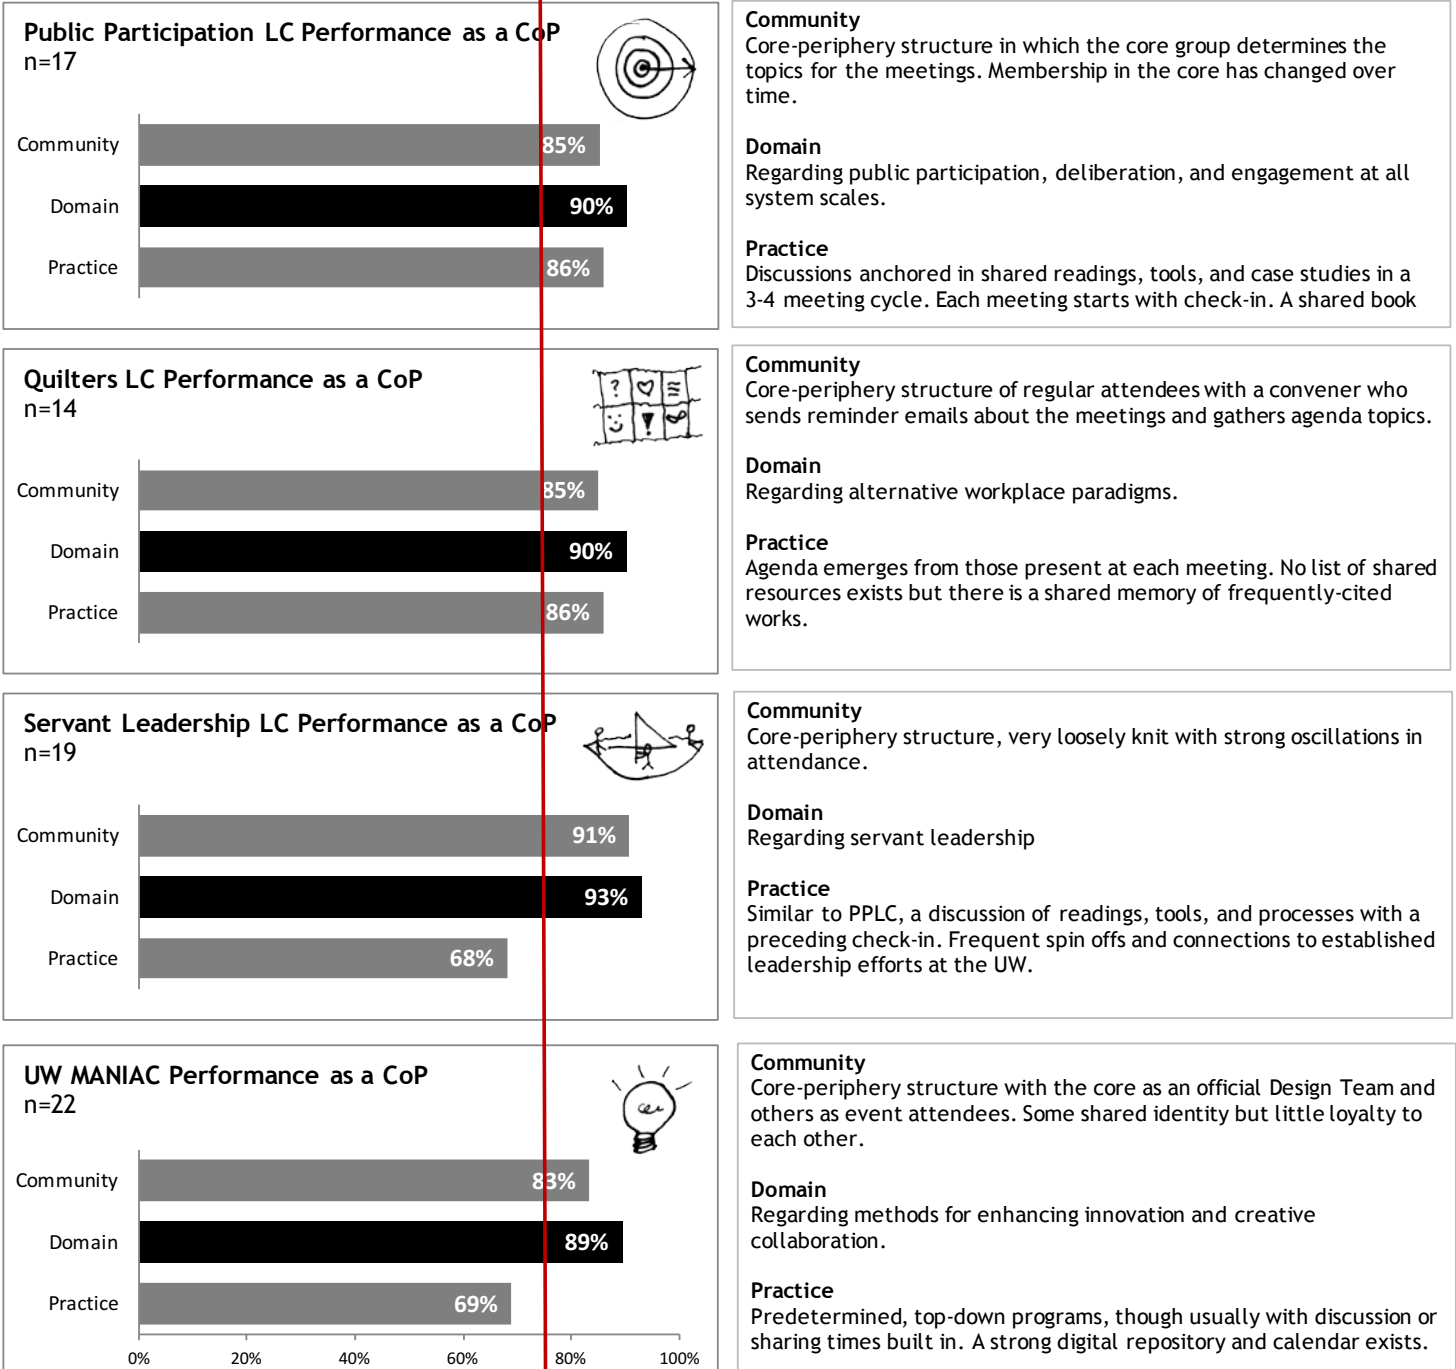 Public Participation LC Performance as a CoP
n=17
Community
85%
Domain
90%
Practice
86%
Community
Core-periphery structure in which the core group determines the
topics for the meetings. Membership in the core has changed over
time.
Domain
Regarding public participation, deliberation, and engagement at all
system scales.
Practice
Discussions anchored in shared readings, tools, and case studies in a
3-4 meeting cycle. Each meeting starts with check-in. A shared book
Quilters LC Performance as a CoP
n=14
?
!
Community
85%
Domain
90%
Practice
86%
Community
Core-periphery structure of regular attendees with a convener who
sends reminder emails about the meetings and gathers agenda topics.
Domain
Regarding alternative workplace paradigms.
Practice
Agenda emerges from those present at each meeting. No list of shared
resources exists but there is a shared memory of frequently-cited
works.
Servant Leadership LC Performance as a CoP
n=19
Community
91%
Domain
93%
Practice
68%
Community
Core-periphery structure, very loosely knit with strong oscillations in
attendance.
Domain
Regarding servant leadership
Practice
Similar to PPLC, a discussion of readings, tools, and processes with a
preceding check-in. Frequent spin offs and connections to established
leadership efforts at the UW.
UW MANIAC Performance as a CoP
n=22
Community
83%
Domain
89%
Practice
69%
0% 20% 40% 60% 80% 100%
Community
Core-periphery structure with the core as an official Design Team and
others as event attendees. Some shared identity but little loyalty to
each other.
Domain
Regarding methods for enhancing innovation and creative
collaboration.
Practice
Predetermined, top-down programs, though usually with discussion or
sharing times built in. A strong digital repository and calendar exists.